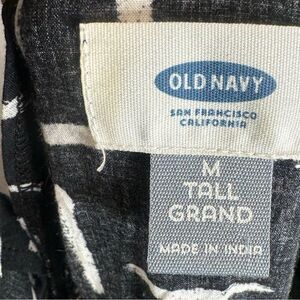 OLD NAVY
SAN FRANCISCO
CALIFORNIA
M
TALL
GRAND
MADE IN INDIA